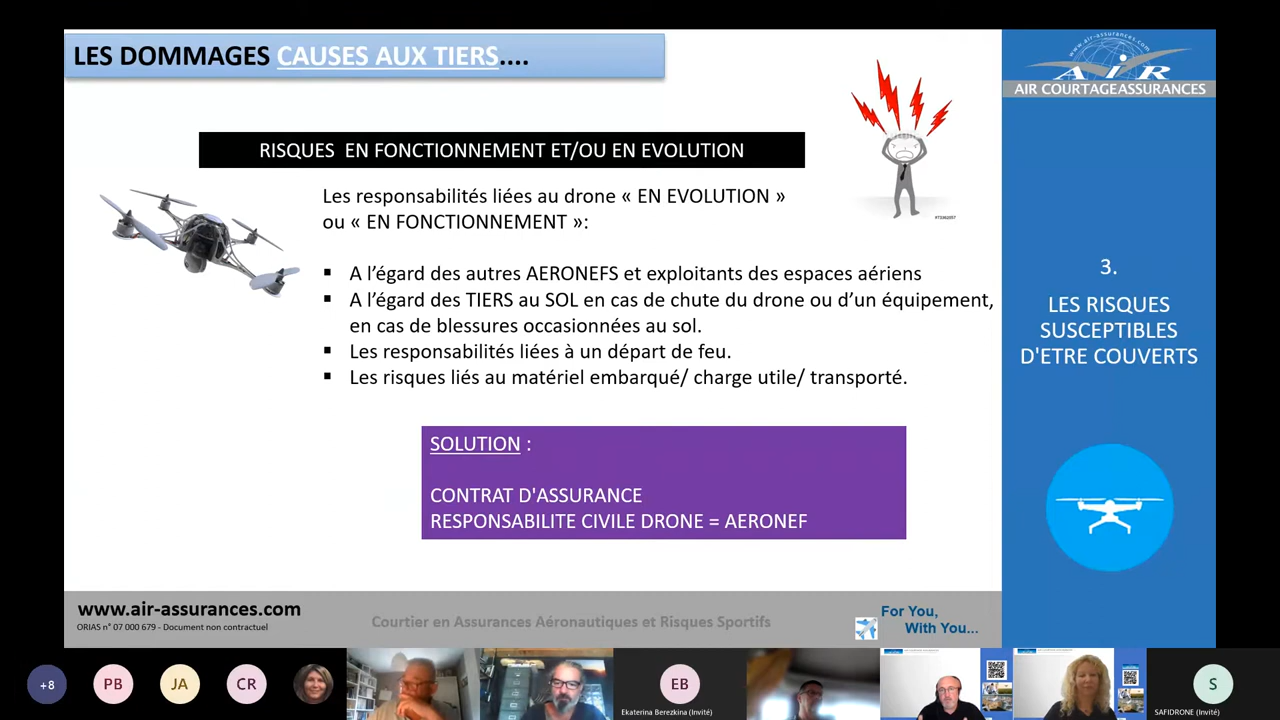 LES DOMMAGES CAUSES AUX TIERS....
www.air-assurances.com
AIR
AIR COURTAGEASSURANCES
RISQUES EN FONCTIONNEMENT ET/OU EN EVOLUTION
Les responsabilités liées au drone « EN EVOLUTION »
ou « EN FONCTIONNEMENT »:
▪ A l’égard des autres AERONEFS et exploitants des espaces aériens
▪ A l’égard des TIERS au SOL en cas de chute du drone ou d’un équipement,
en cas de blessures occasionnées au sol.
▪ Les responsabilités liées à un départ de feu.
▪ Les risques liés au matériel embarqué/ charge utile/ transporté.
SOLUTION :
CONTRAT D'ASSURANCE
RESPONSABILITE CIVILE DRONE = AERONEF
3.
LES RISQUES
SUSCEPTIBLES
D'ETRE COUVERTS
www.air-assurances.com
ORIAS n° 07 000 679 - Document non contractuel
Courtier en Assurances Aéronautiques et Risques Sportifs
For You,
With You...
+8
PB
JA
CR
EB
Ekaterina Berezkina (Invité)
S
SAFIDRONE (Invité)